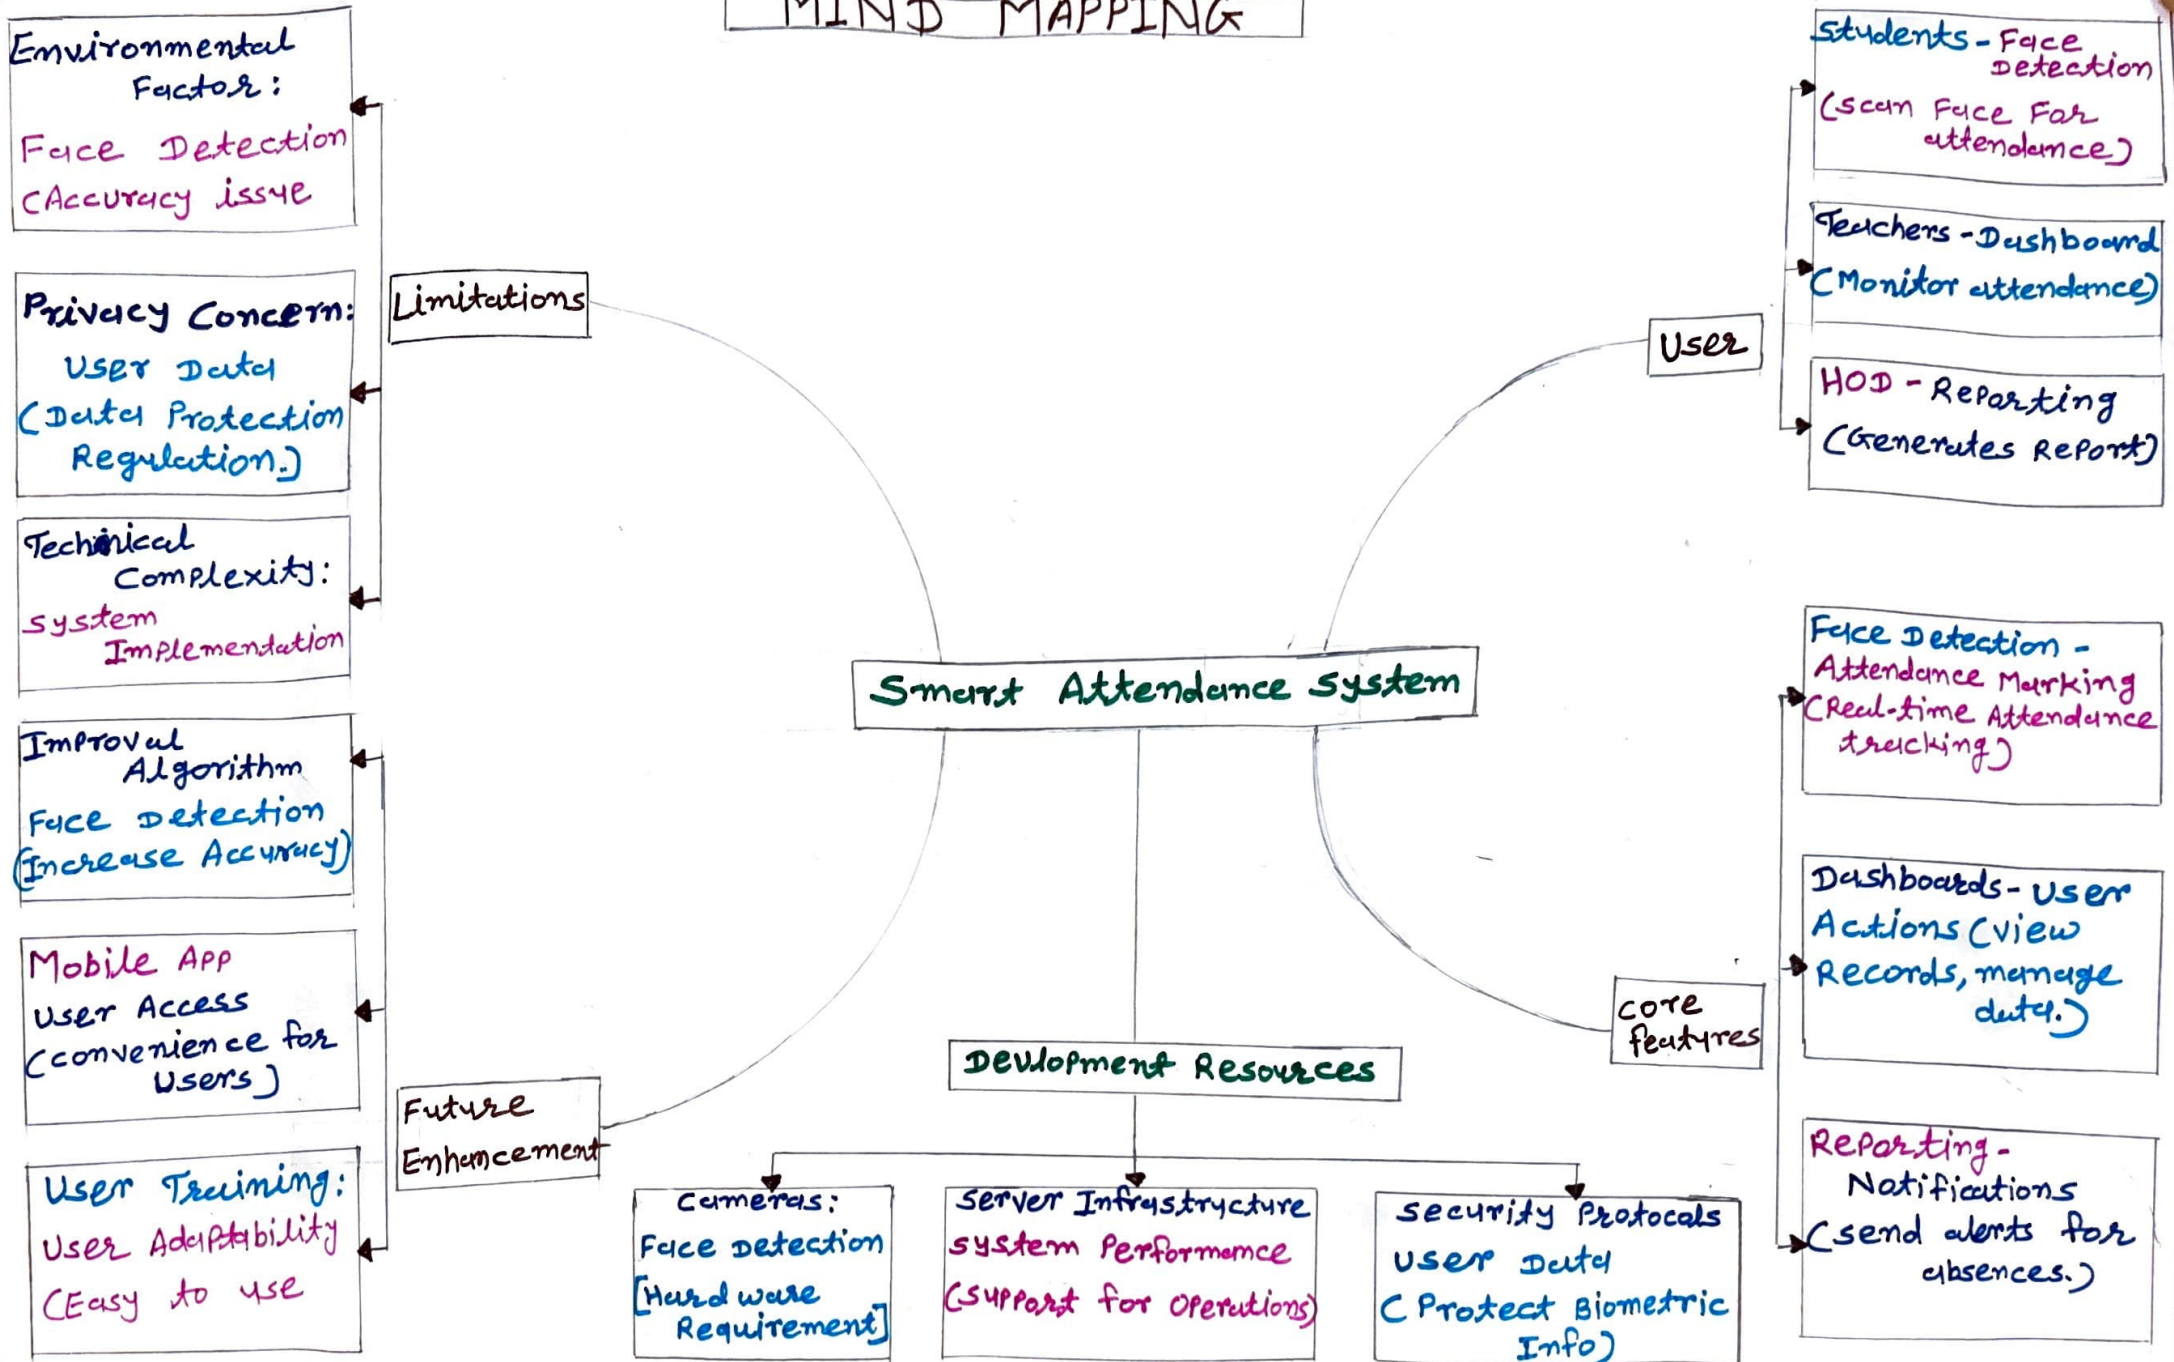 MIND MAPPING
Environmental
Factor:
Face Detection
(Accuracy issue
Privacy Concern:
User Data
(Data Protection
Regulation.)
Technical
Complexity:
System
Implementation
Limitations
Improval
Algorithm
Face Detection
(Increase Accuracy)
Mobile App
User Access
(convenience for
Users)
User Training:
User Adaptability
(Easy to use
Future
Enhancement
Smart Attendance System
Devlopment Resources
Cameras:
Face Detection
[Hardware
Requirement]
Server Infrastructure
System Performance
(Support for Operations)
Security Protocals
User Data
(Protect Biometric
Info)
User
Students - Face
Detection
(scan Face For
attendance)
Teachers - Dashboard
(Monitor attendance)
HOD - Reporting
(Generates Report)
core
features
Face Detection -
Attendance Marking
(Real-time Attendance
tracking)
Dashboards - User
Actions (view
Records, manage
data.)
Reporting -
Notifications
(send alerts for
absences.)